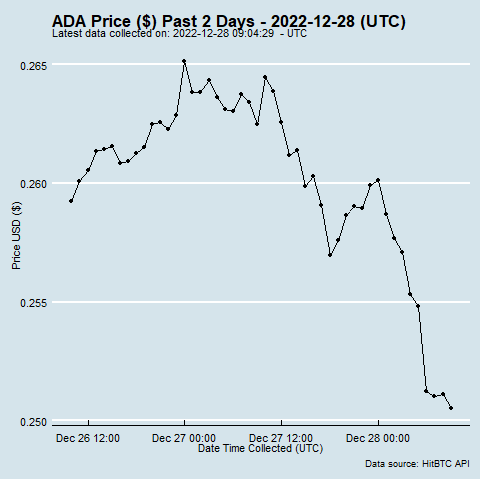 ADA Price ($) Past 2 Days - 2022-12-28 (UTC)
Latest data collected on: 2022-12-28 09:04:29 - UTC
0.265
0.260
0.255
0.250
Price USD ($)
Dec 26 12:00 Dec 27 00:00 Dec 27 12:00 Dec 28 00:00
Date Time Collected (UTC)
Data source: HitBTC API